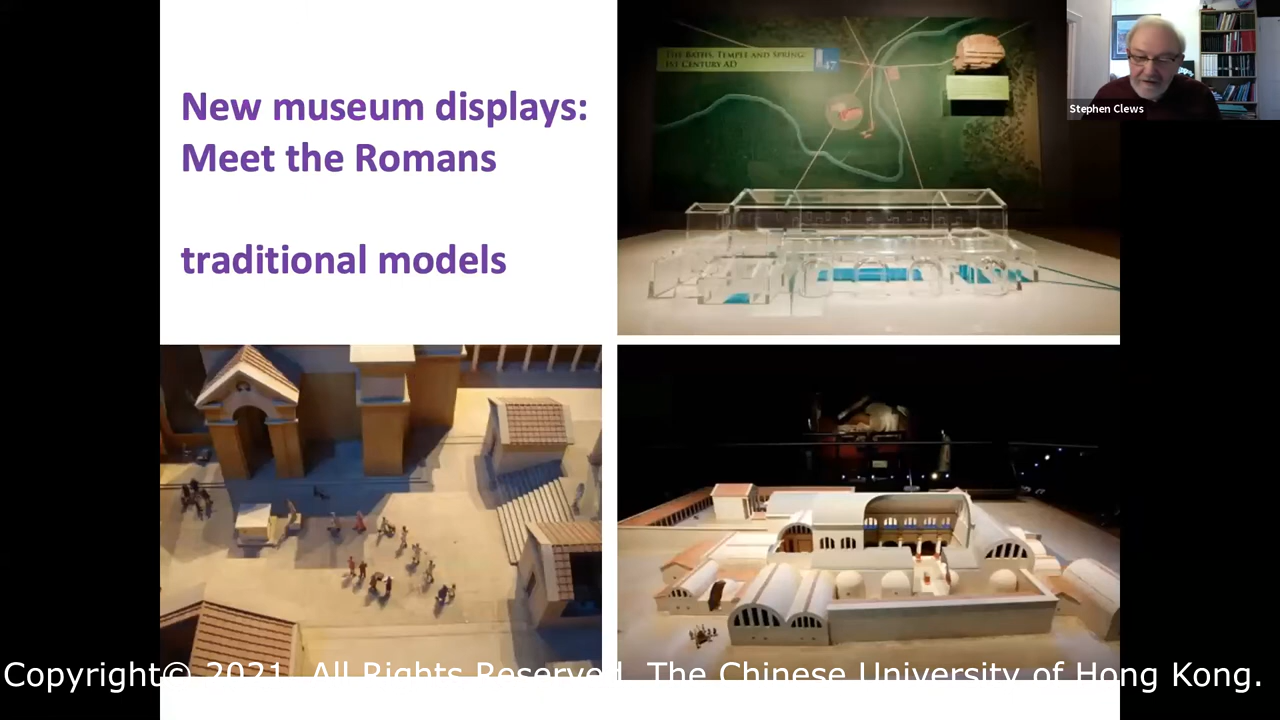 New museum displays:
Meet the Romans
traditional models
THE BATHS, TEMPLE AND SPRING:
1ST CENTURY AD
47
Stephen Clews
Copyright© 2021. All Rights Reserved. The Chinese University of Hong Kong.